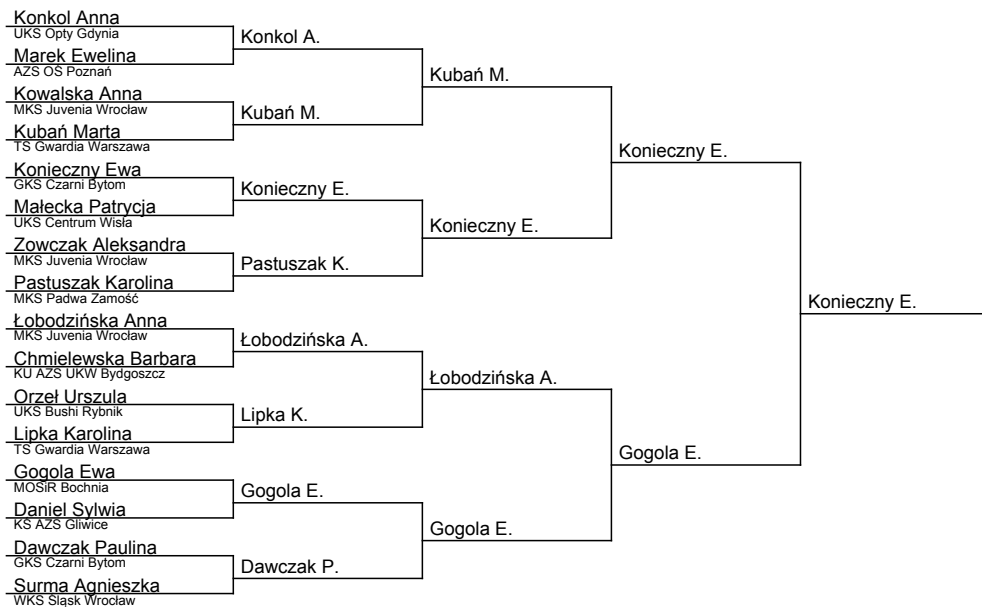 Konkol Anna
UKS Opty Gdynia
Marek Ewelina
AZS OŚ Poznań
Kowalska Anna
MKS Juvenia Wrocław
Kubań Marta
TS Gwardia Warszawa
Konieczny Ewa
GKS Czarni Bytom
Małecka Patrycja
UKS Centrum Wisła
Zowczak Aleksandra
MKS Juvenia Wrocław
Pastuszak Karolina
MKS Padwa Zamość
Łobodzińska Anna
MKS Juvenia Wrocław
Chmielewska Barbara
KU AZS UKW Bydgoszcz
Orzeł Urszula
UKS Bushi Rybnik
Lipka Karolina
TS Gwardia Warszawa
Gogola Ewa
MOSiR Bochnia
Daniel Sylwia
KS AZS Gliwice
Dawczak Paulina
GKS Czarni Bytom
Surma Agnieszka
WKS Śląsk Wrocław
Konkol A.
Kubań M.
Konieczny E.
Pastuszak K.
Łobodzińska A.
Lipka K.
Gogola E.
Dawczak P.
Kubań M.
Konieczny E.
Łobodzińska A.
Gogola E.
Konieczny E.
Gogola E.
Konieczny E.